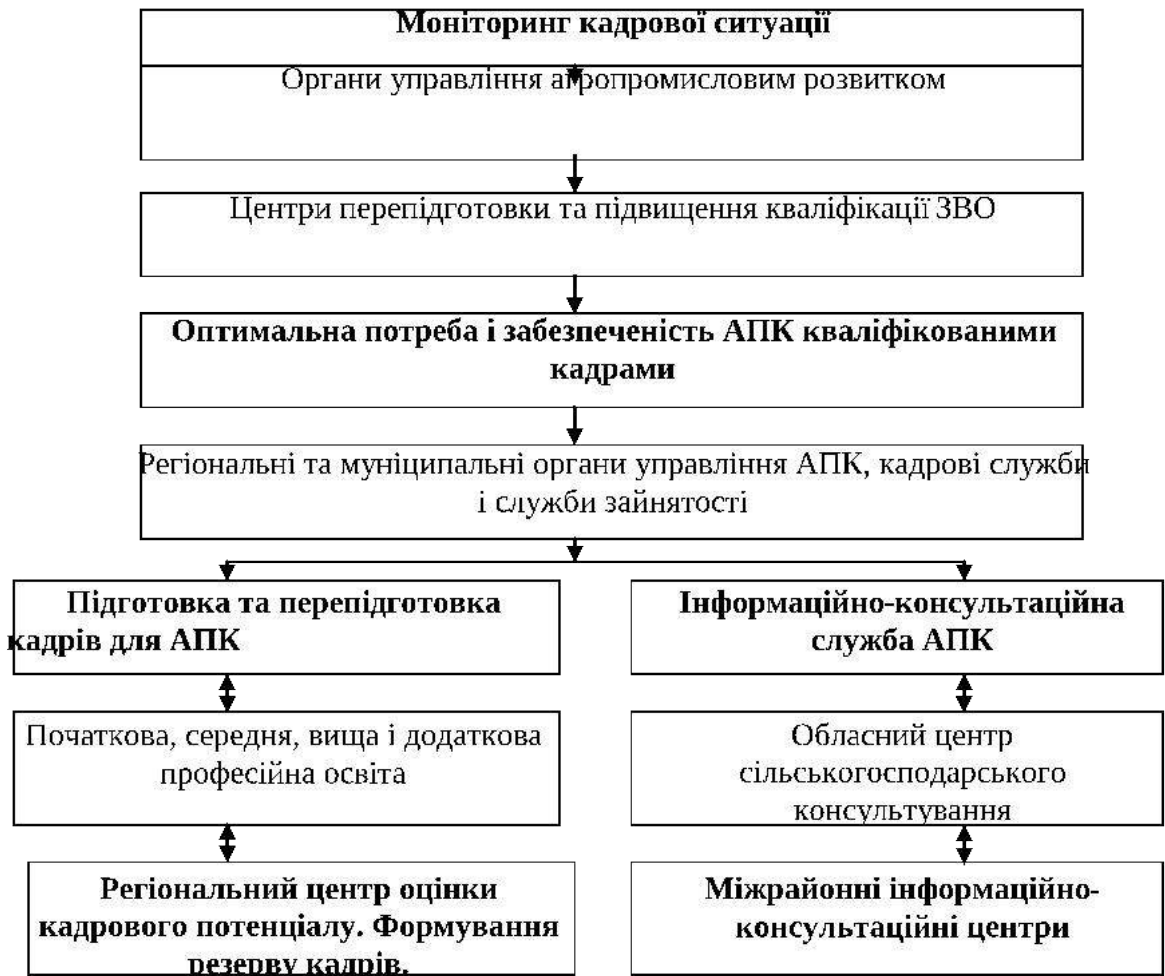 Моніторинг кадрової ситуації
Органи управління агропромисловим розвитком
Центри перепідготовки та підвищення кваліфікації ЗВО
Оптимальна потреба і забезпеченість АПК кваліфікованими
кадрами
Регіональні та муніципальні органи управління АПК, кадрові служби
і служби зайнятості
Підготовка та перепідготовка
кадрів для АПК
Інформаційно-консультаційна
служба АПК
Початкова, середня, вища і додаткова
професійна освіта
Обласний центр
сільськогосподарського
консультування
Регіональний центр оцінки
кадрового потенціалу. Формування
резерву кадрів.
Міжрайонні інформаційно-
консультаційні центри